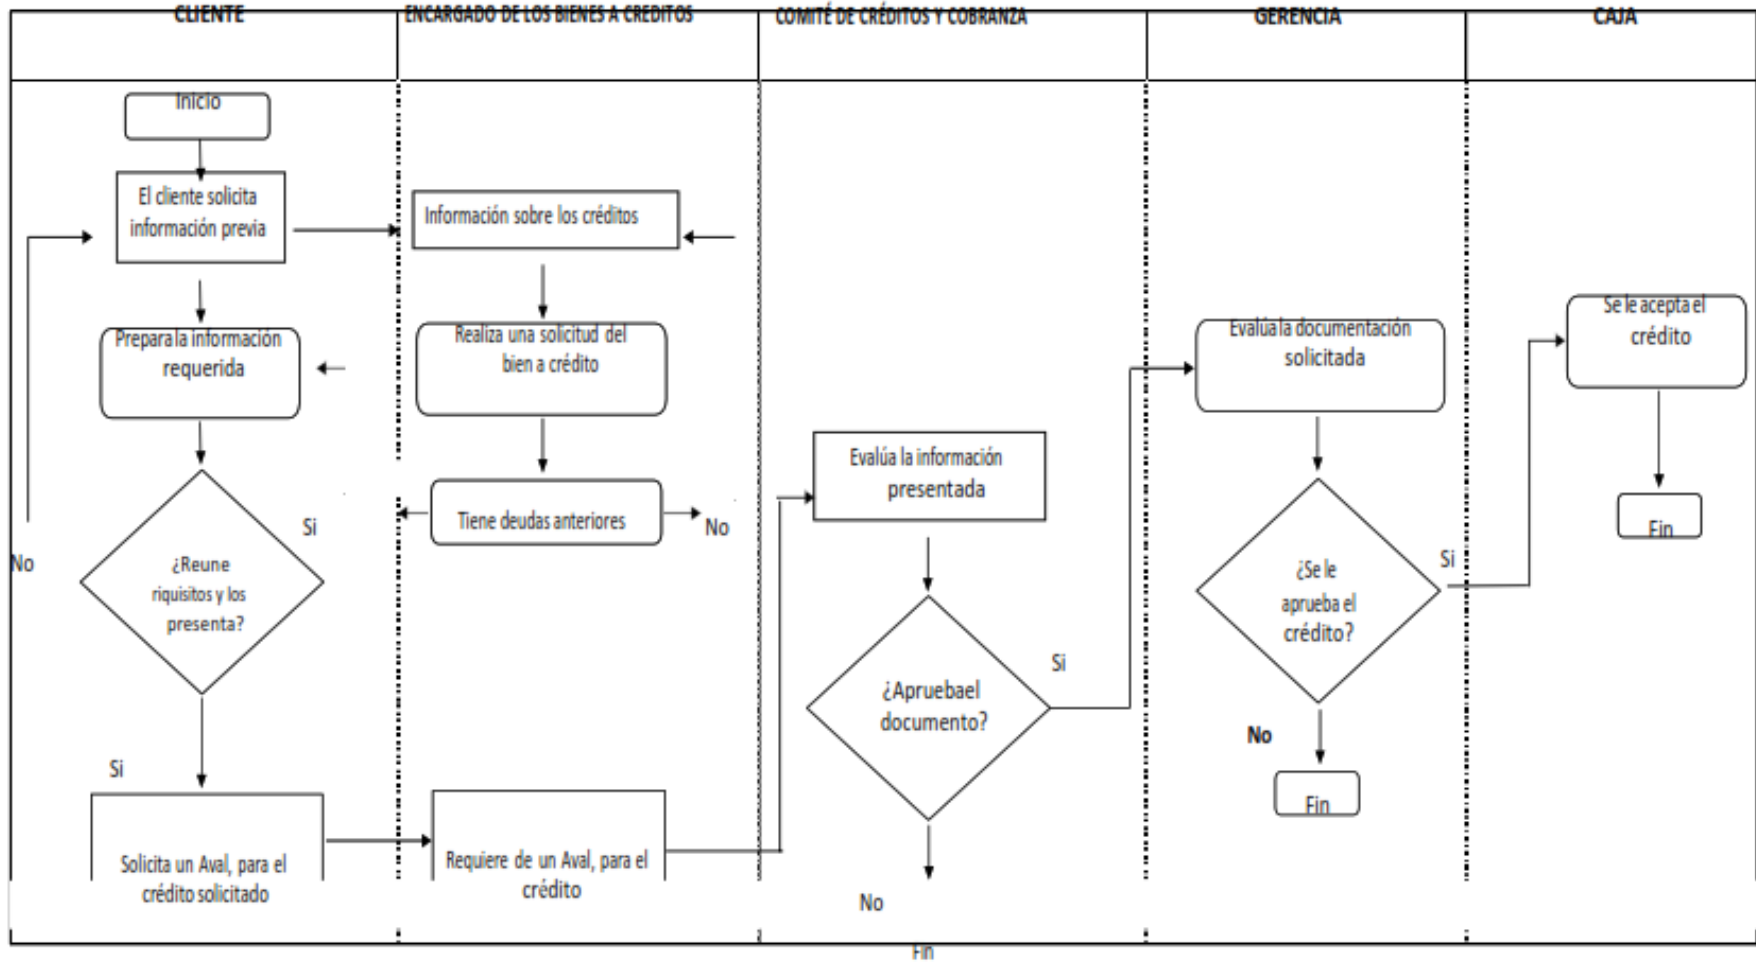 CLIENTE
ENCARGADO DE LOS BIENES A CREDITOS
COMITÉ DE CRÉDITOS Y COBRANZA
GERENCIA
CAJA
Inicio
El cliente solicita
información previa
Prepara la información
requerida
No
Si
¿Reune
riquisitos y los
presenta?
Si
Solicita un Aval, para el
crédito solicitado
Información sobre los créditos
Realiza una solicitud del
bien a crédito
Tiene deudas anteriores
No
Requiere de un Aval, para el
crédito
Evalúa la información
presentada
Si
¿Apruebael
documento?
No
Fin
Evalúa la documentación
solicitada
Si
¿Se le
aprueba el
crédito?
No
Fin
Se le acepta el
crédito
Fin